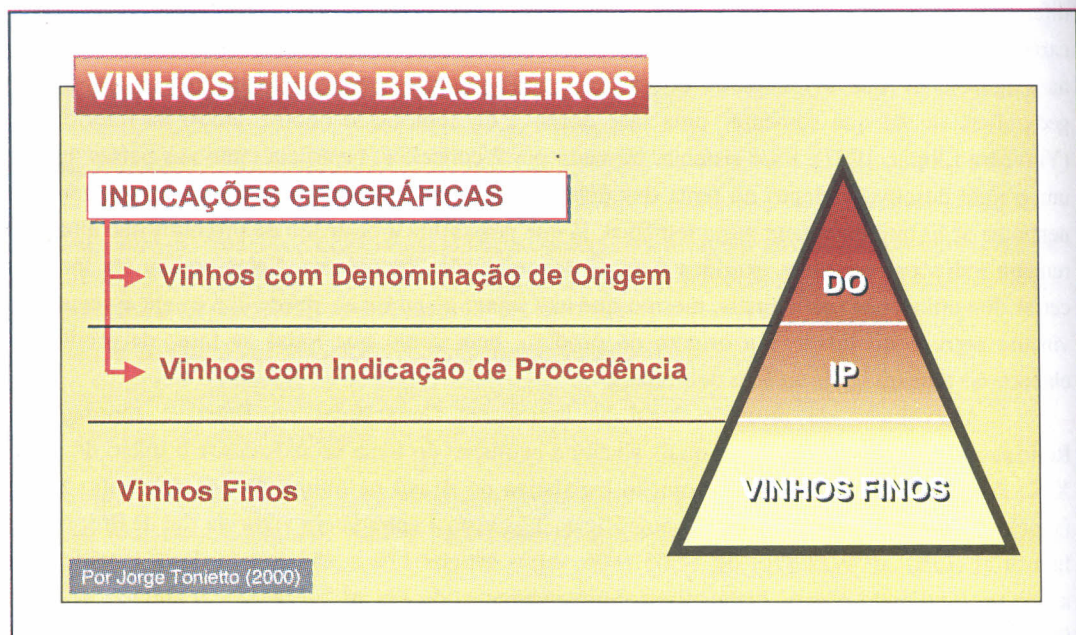 VINHOS FINOS BRASILEIROS
INDICAÇÕES GEOGRÁFICAS
Vinhos com Denominação de Origem
DO
Vinhos com Indicação de Procedência
IP
Vinhos Finos
VINHOS FINOS
Por Jorge Tonietto (2000)